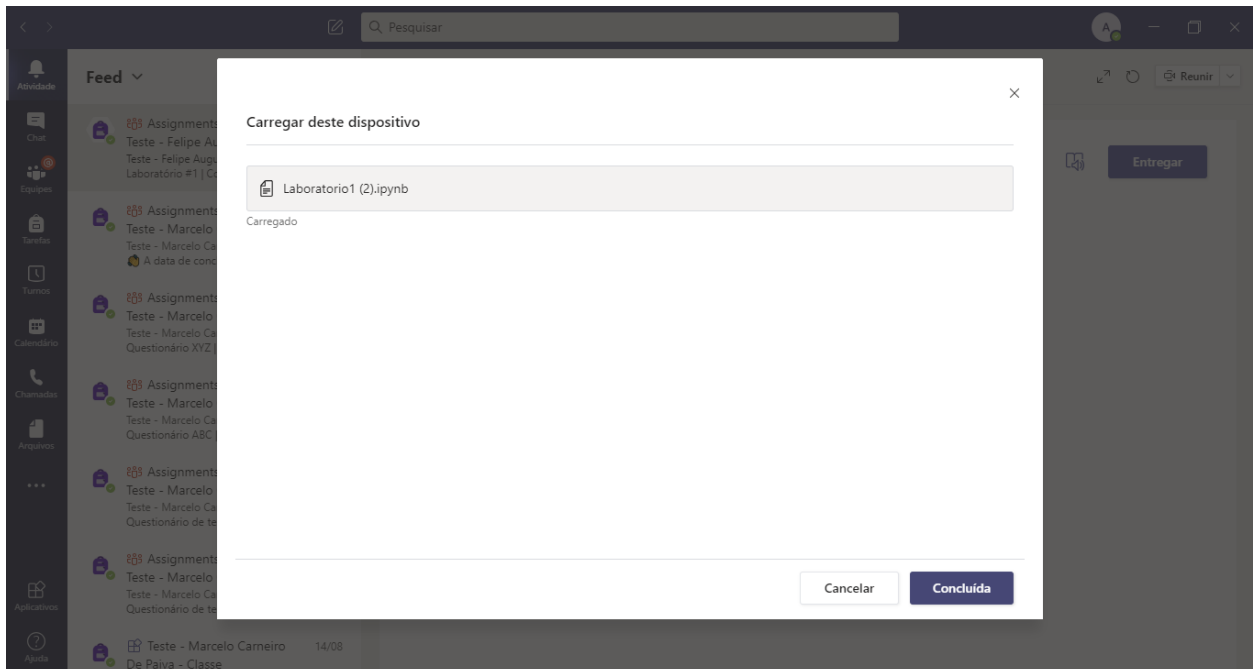 Pesquisar
A
Atividade
Chat
Equipes
Tarefas
Turnos
Calendário
Chamadas
Arquivos
Aplicativos
Ajuda
Feed
Assignments
Teste - Felipe Au
Teste - Felipe Augu
Laboratório #1 | Co
Assignments
Teste - Marcelo
Teste - Marcelo Ca
A data de conc
Assignments
Teste - Marcelo
Teste - Marcelo Ca
Questionário XYZ |
Assignments
Teste - Marcelo
Teste - Marcelo Ca
Questionário ABC |
Assignments
Teste - Marcelo
Teste - Marcelo Ca
Questionário de te
Assignments
Teste - Marcelo
Teste - Marcelo Ca
Questionário de te
Teste - Marcelo Carneiro 14/08
De Paiva - Classe
Carregar deste dispositivo
Laboratorio1 (2).ipynb
Carregado
Cancelar
Concluída
Reunir
Entregar